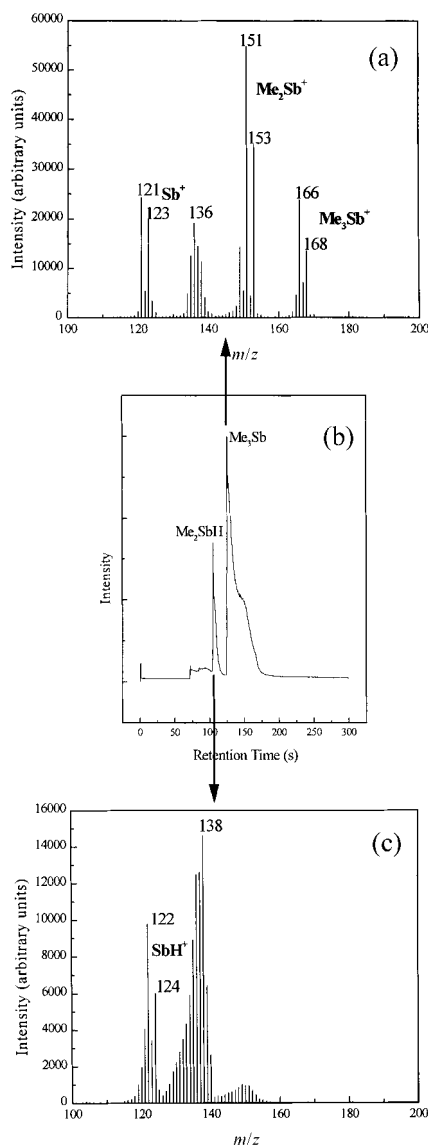 60000
50000
40000
30000
20000
10000
0
Intensity (arbitrary units)
(a)
151
Me₂Sb⁺
153
121 Sb⁺
123
136
166
Me₃Sb⁺
168
100 120 140 160 180 200
m/z
(b)
Me₃Sb
Me₂SbH
Intensity
0 50 100 150 200 250 300
Retention Time (s)
16000
14000
12000
10000
8000
6000
4000
2000
0
Intensity (arbitrary units)
(c)
138
122
SbH⁺
124
100 120 140 160 180 200
m/z